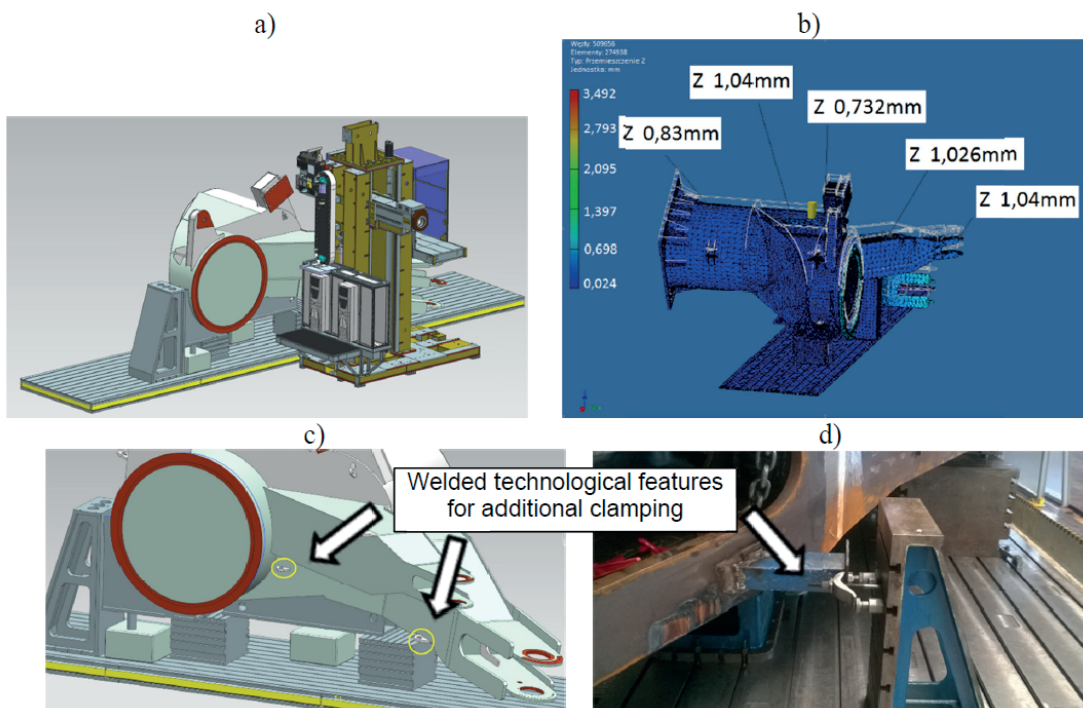 a)
b)
Węzły: 509656
Elementy: 274938
Typ: Przemieszczenie Z
Jednostka: mm
3,492
2,793
2,095
1,397
0,698
0,024
Z 1,04mm
Z 0,732mm
Z 0,83mm
Z 1,026mm
Z 1,04mm
c)
d)
Welded technological features
for additional clamping